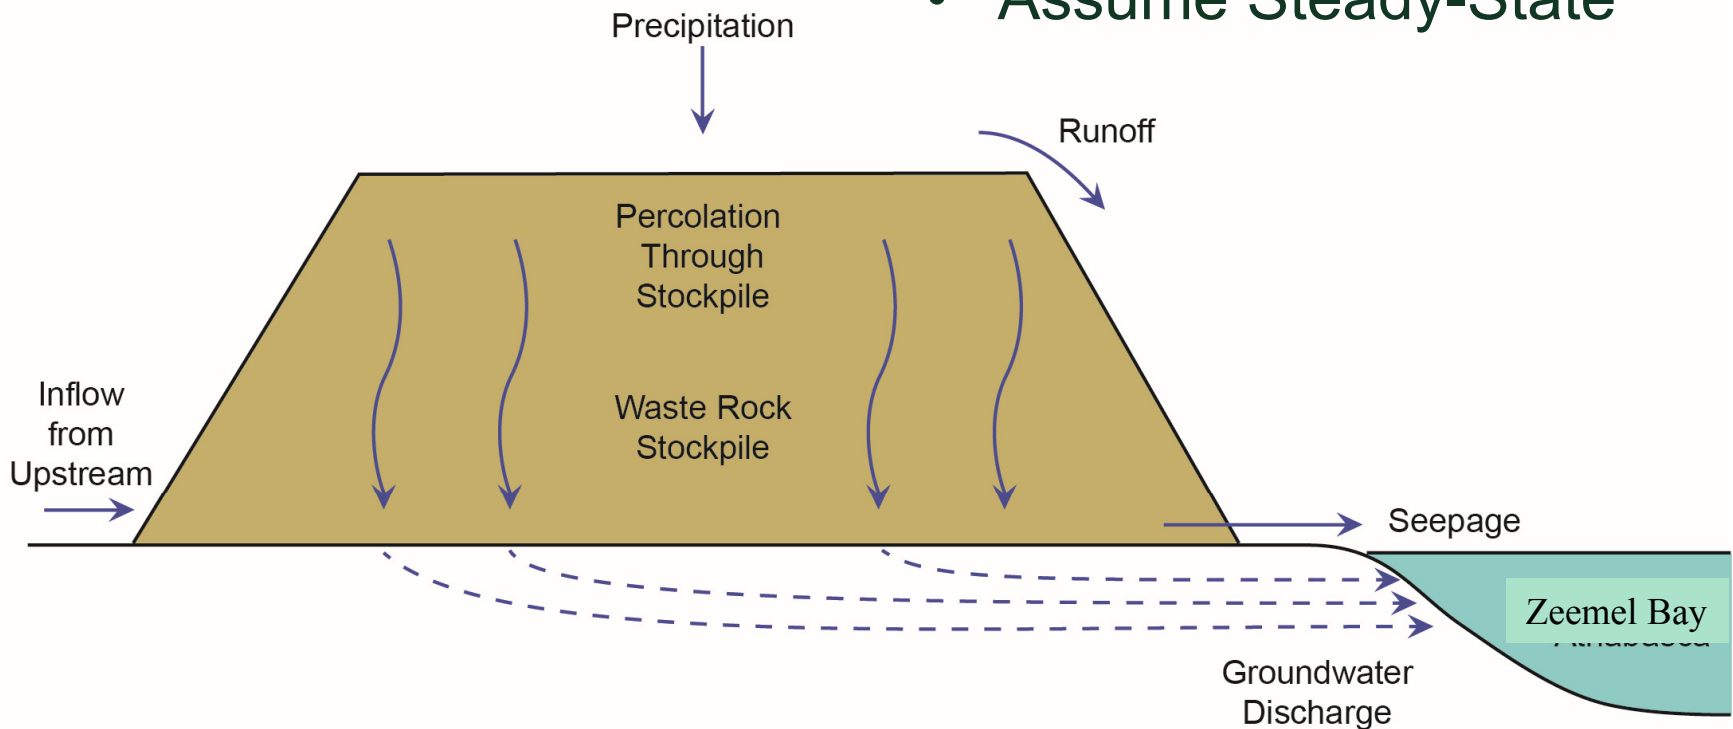 • Assume Steady-State
Precipitation
Runoff
Percolation
Through
Stockpile
Waste Rock
Stockpile
Inflow
from
Upstream
Seepage
Zeemel Bay
Groundwater
Discharge